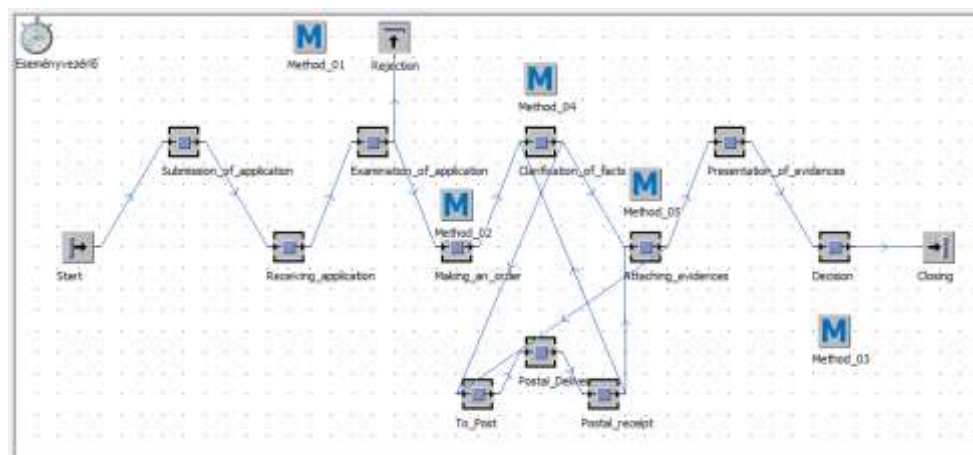 Eseményvezérlő
M
Method_01
Rejection
M
Method_04
Submission_of_application
Examination_of_application
Clarification_of_facts
Presentation_of_evidences
M
Method_02
M
Method_05
Start
Receiving_application
Making_an_order
Attaching_evidences
Decision
Closing
M
Method_03
Postal_Deliver
To_Post
Postal_receipt